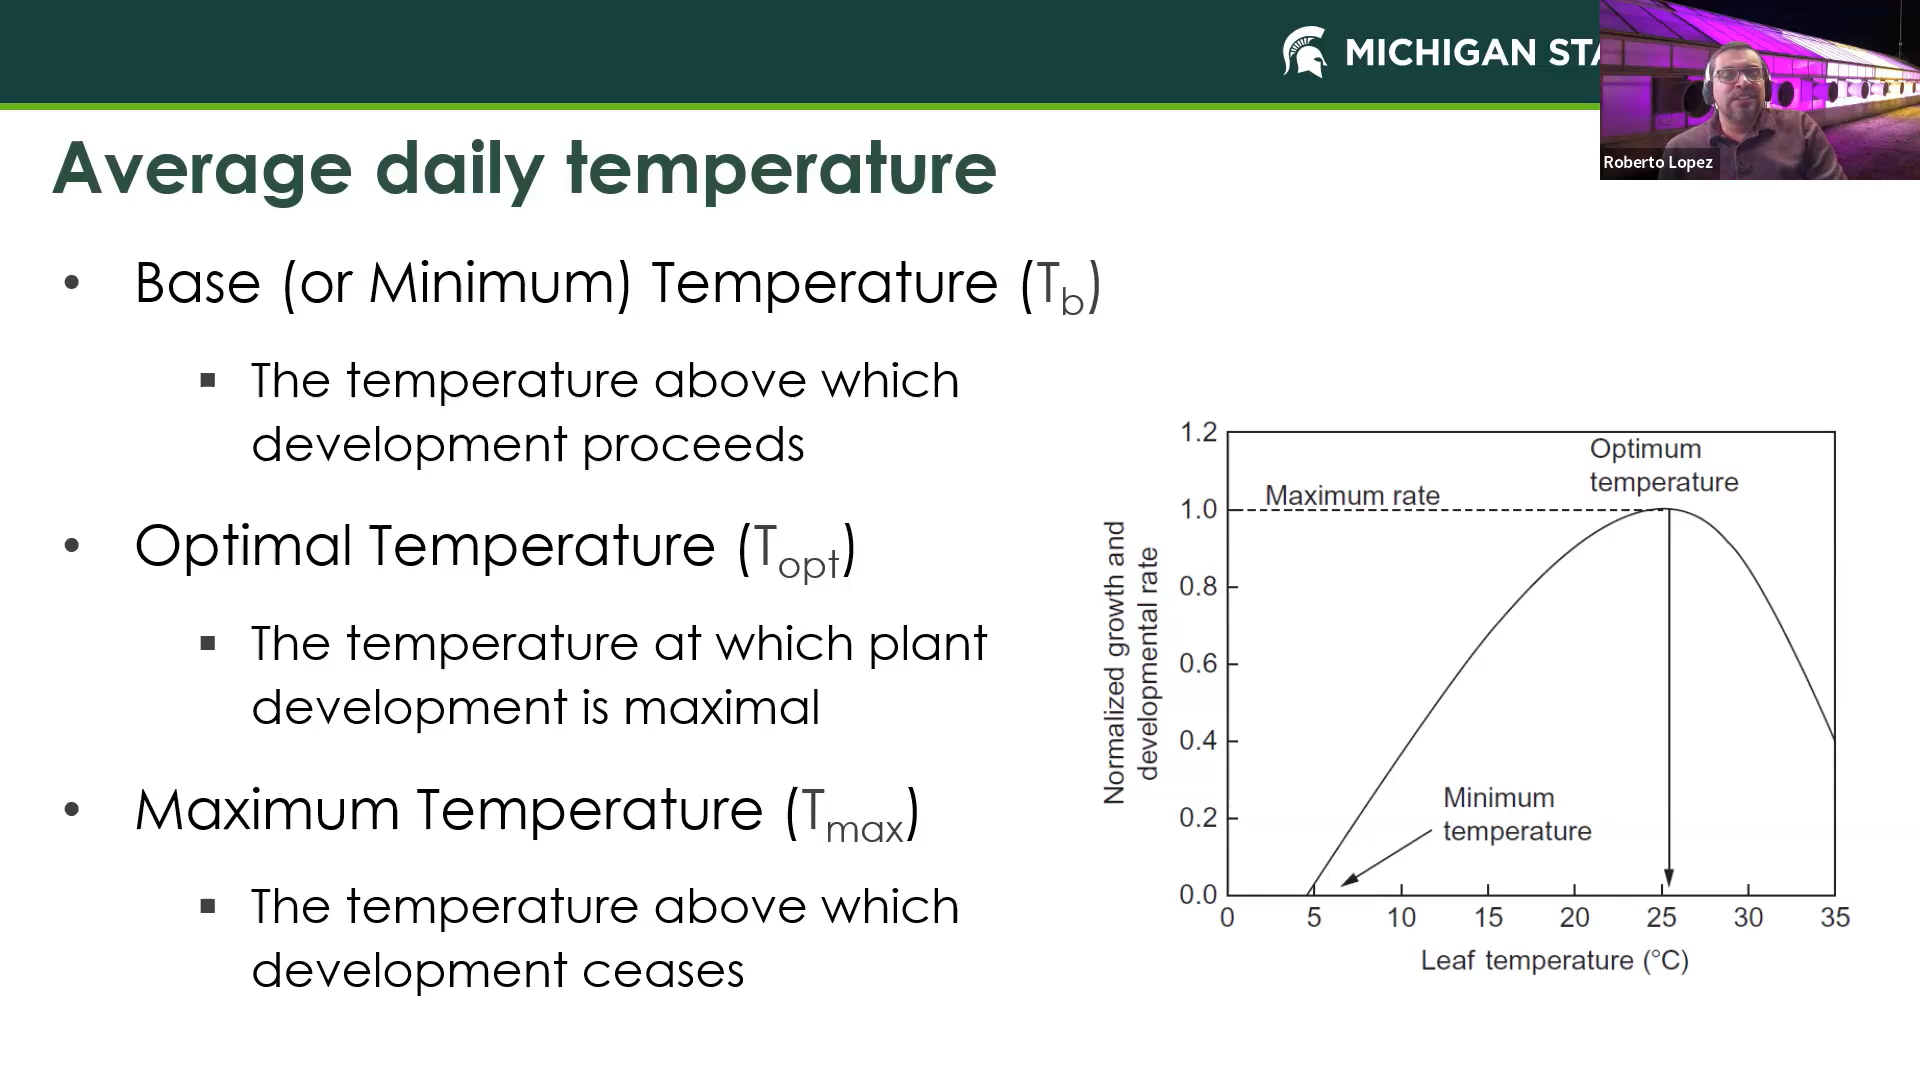 MICHIGAN STA
Roberto Lopez
Average daily temperature
• Base (or Minimum) Temperature (Tb)
▪ The temperature above which
development proceeds
• Optimal Temperature (Topt)
▪ The temperature at which plant
development is maximal
• Maximum Temperature (Tmax)
▪ The temperature above which
development ceases
Normalized growth and
developmental rate
1.2
1.0
0.8
0.6
0.4
0.2
0.0
Optimum
temperature
Maximum rate
Minimum
temperature
0 5 10 15 20 25 30 35
Leaf temperature (°C)